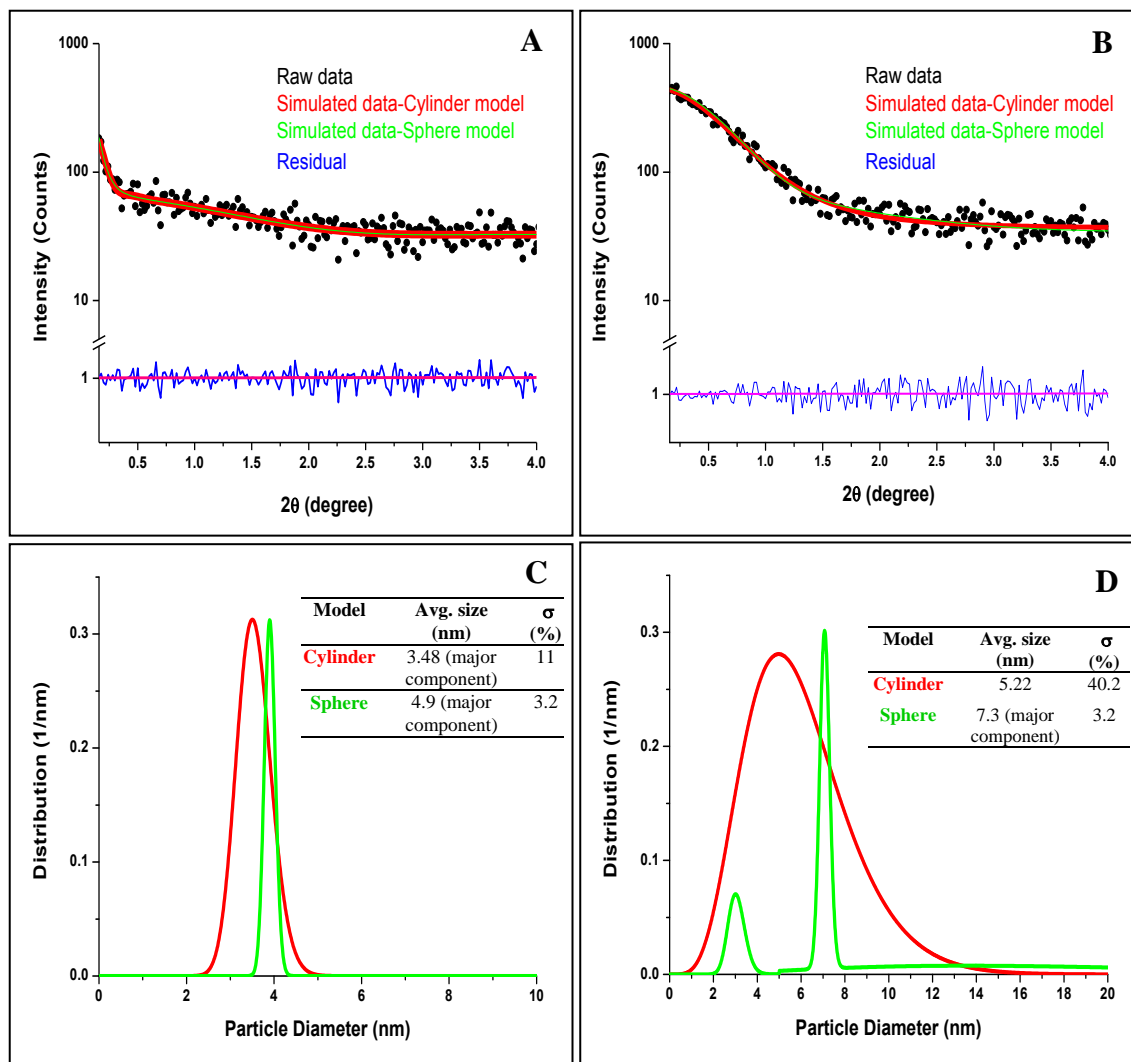 A
1000
100
10
1
Intensity (Counts)
Raw data
Simulated data-Cylinder model
Simulated data-Sphere model
Residual
0.5 1.0 1.5 2.0 2.5 3.0 3.5 4.0
2θ (degree)
B
1000
100
10
1
Intensity (Counts)
Raw data
Simulated data-Cylinder model
Simulated data-Sphere model
Residual
0.5 1.0 1.5 2.0 2.5 3.0 3.5 4.0
2θ (degree)
C
0.3
0.2
0.1
0.0
Distribution (1/nm)
Model Avg. size σ
(nm) (%)
Cylinder 3.48 (major 11
component)
Sphere 4.9 (major 3.2
component)
0 2 4 6 8 10
Particle Diameter (nm)
D
0.3
0.2
0.1
0.0
Distribution (1/nm)
Model Avg. size σ
(nm) (%)
Cylinder 5.22 40.2
Sphere 7.3 (major 3.2
component)
0 2 4 6 8 10 12 14 16 18 20
Particle Diameter (nm)